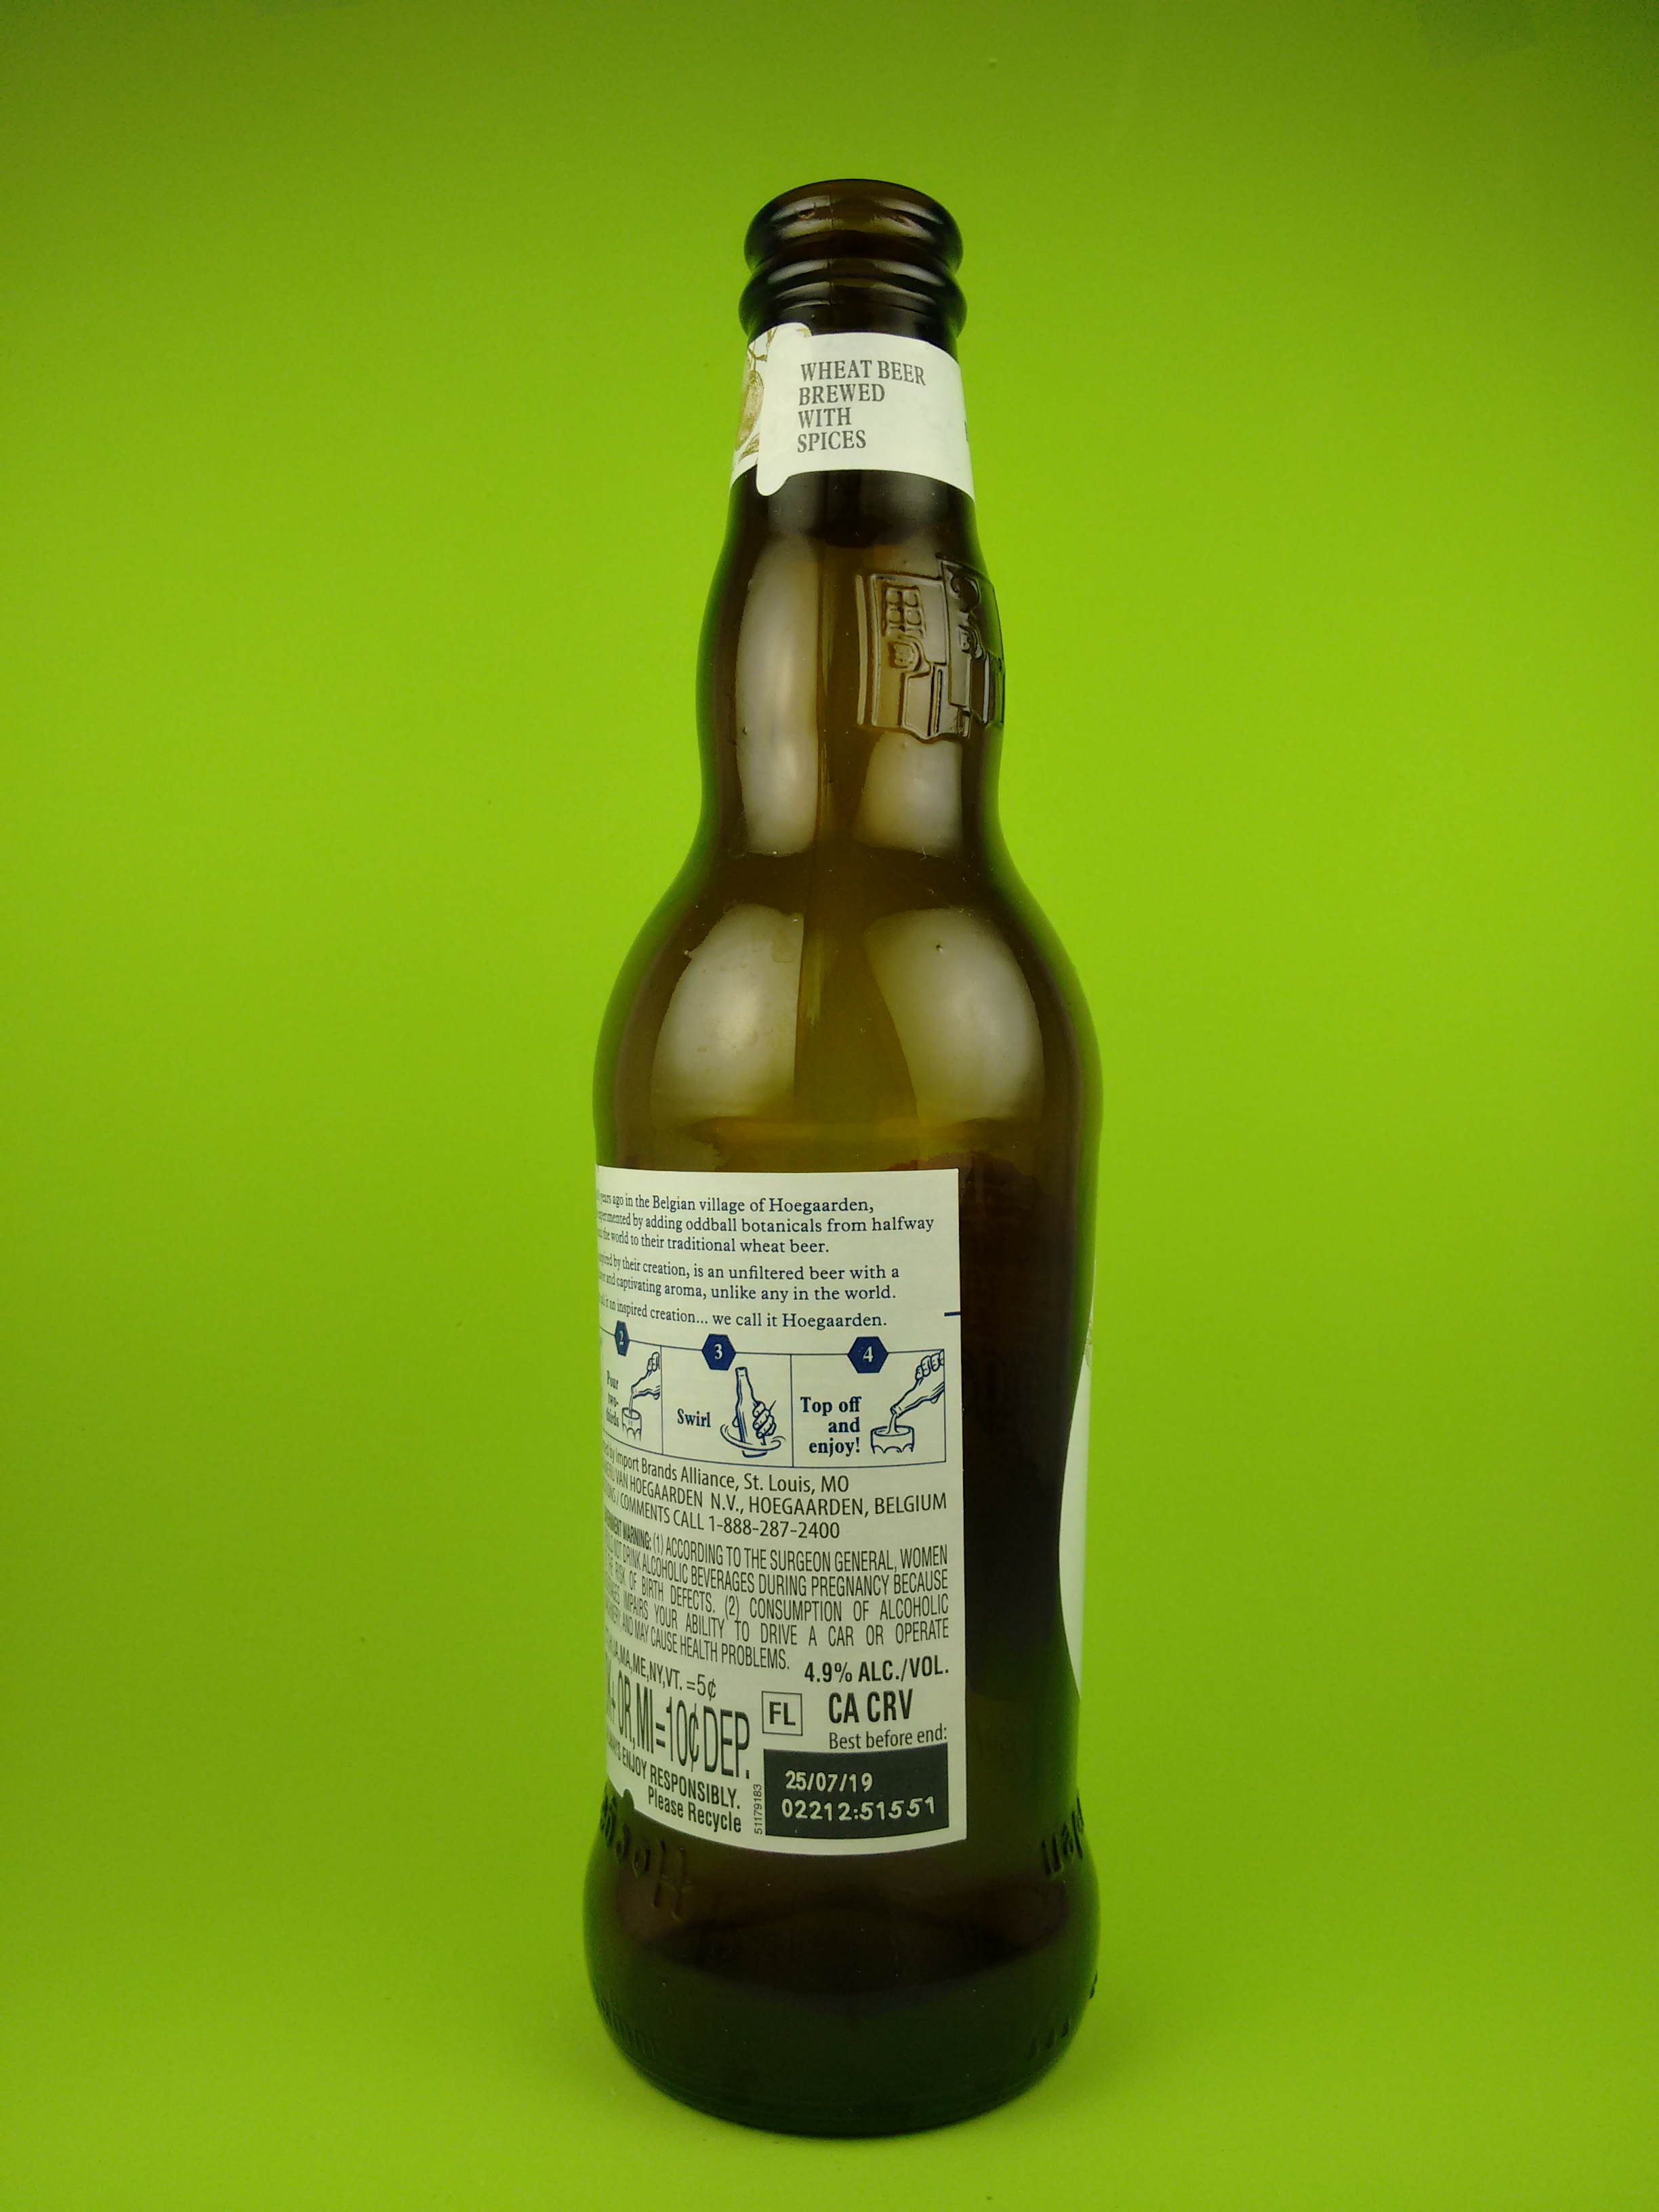 WHEAT BEER
BREWED
WITH
SPICES
years ago in the Belgian village of Hoegaarden,
by adding oddball botanicals from halfway
the world to their traditional wheat beer.
by their creation, is an unfiltered beer with a
and captivating aroma, unlike any in the world.
an inspired creation... we call it Hoegaarden.
2
3
4
Pour
two-
thirds
Swirl
Top off
and
enjoy!
by Import Brands Alliance, St. Louis, MO
VAN HOEGAARDEN N.V., HOEGAARDEN, BELGIUM
/ COMMENTS CALL 1-888-287-2400
WARNING: (1) ACCORDING TO THE SURGEON GENERAL, WOMEN
NOT DRINK ALCOHOLIC BEVERAGES DURING PREGNANCY BECAUSE
RISK OF BIRTH DEFECTS. (2) CONSUMPTION OF ALCOHOLIC
IMPAIRS YOUR ABILITY TO DRIVE A CAR OR OPERATE
AND MAY CAUSE HEALTH PROBLEMS.
4.9% ALC./VOL.
MA,ME,NY,VT. =5¢
OR,MI=10¢ DEP.
FL
CA CRV
Best before end:
ENJOY RESPONSIBLY.
Please Recycle
51179183
25/07/19
02212:51551